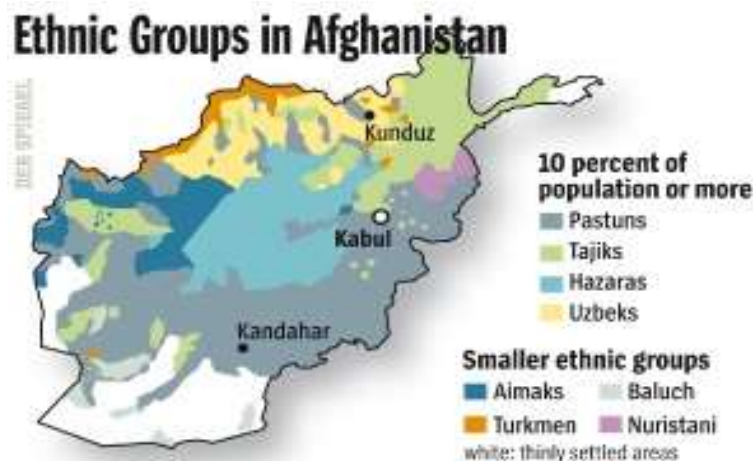 Ethnic Groups in Afghanistan
DER SPIEGEL
Kunduz
Kabul
Kandahar
10 percent of
population or more
Pastuns
Tajiks
Hazaras
Uzbeks
Smaller ethnic groups
Aimaks
Baluch
Turkmen
Nuristani
white: thinly settled areas